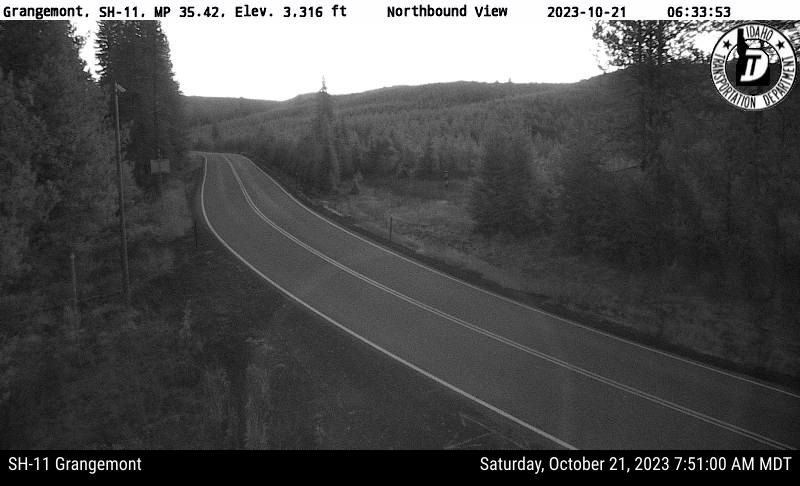 Grangemont, SH-11, MP 35.42, Elev. 3,316 ft Northbound View 2023-10-21 06:33:53
IDAHO
TRANSPORTATION DEPARTMENT
SH-11 Grangemont Saturday, October 21, 2023 7:51:00 AM MDT